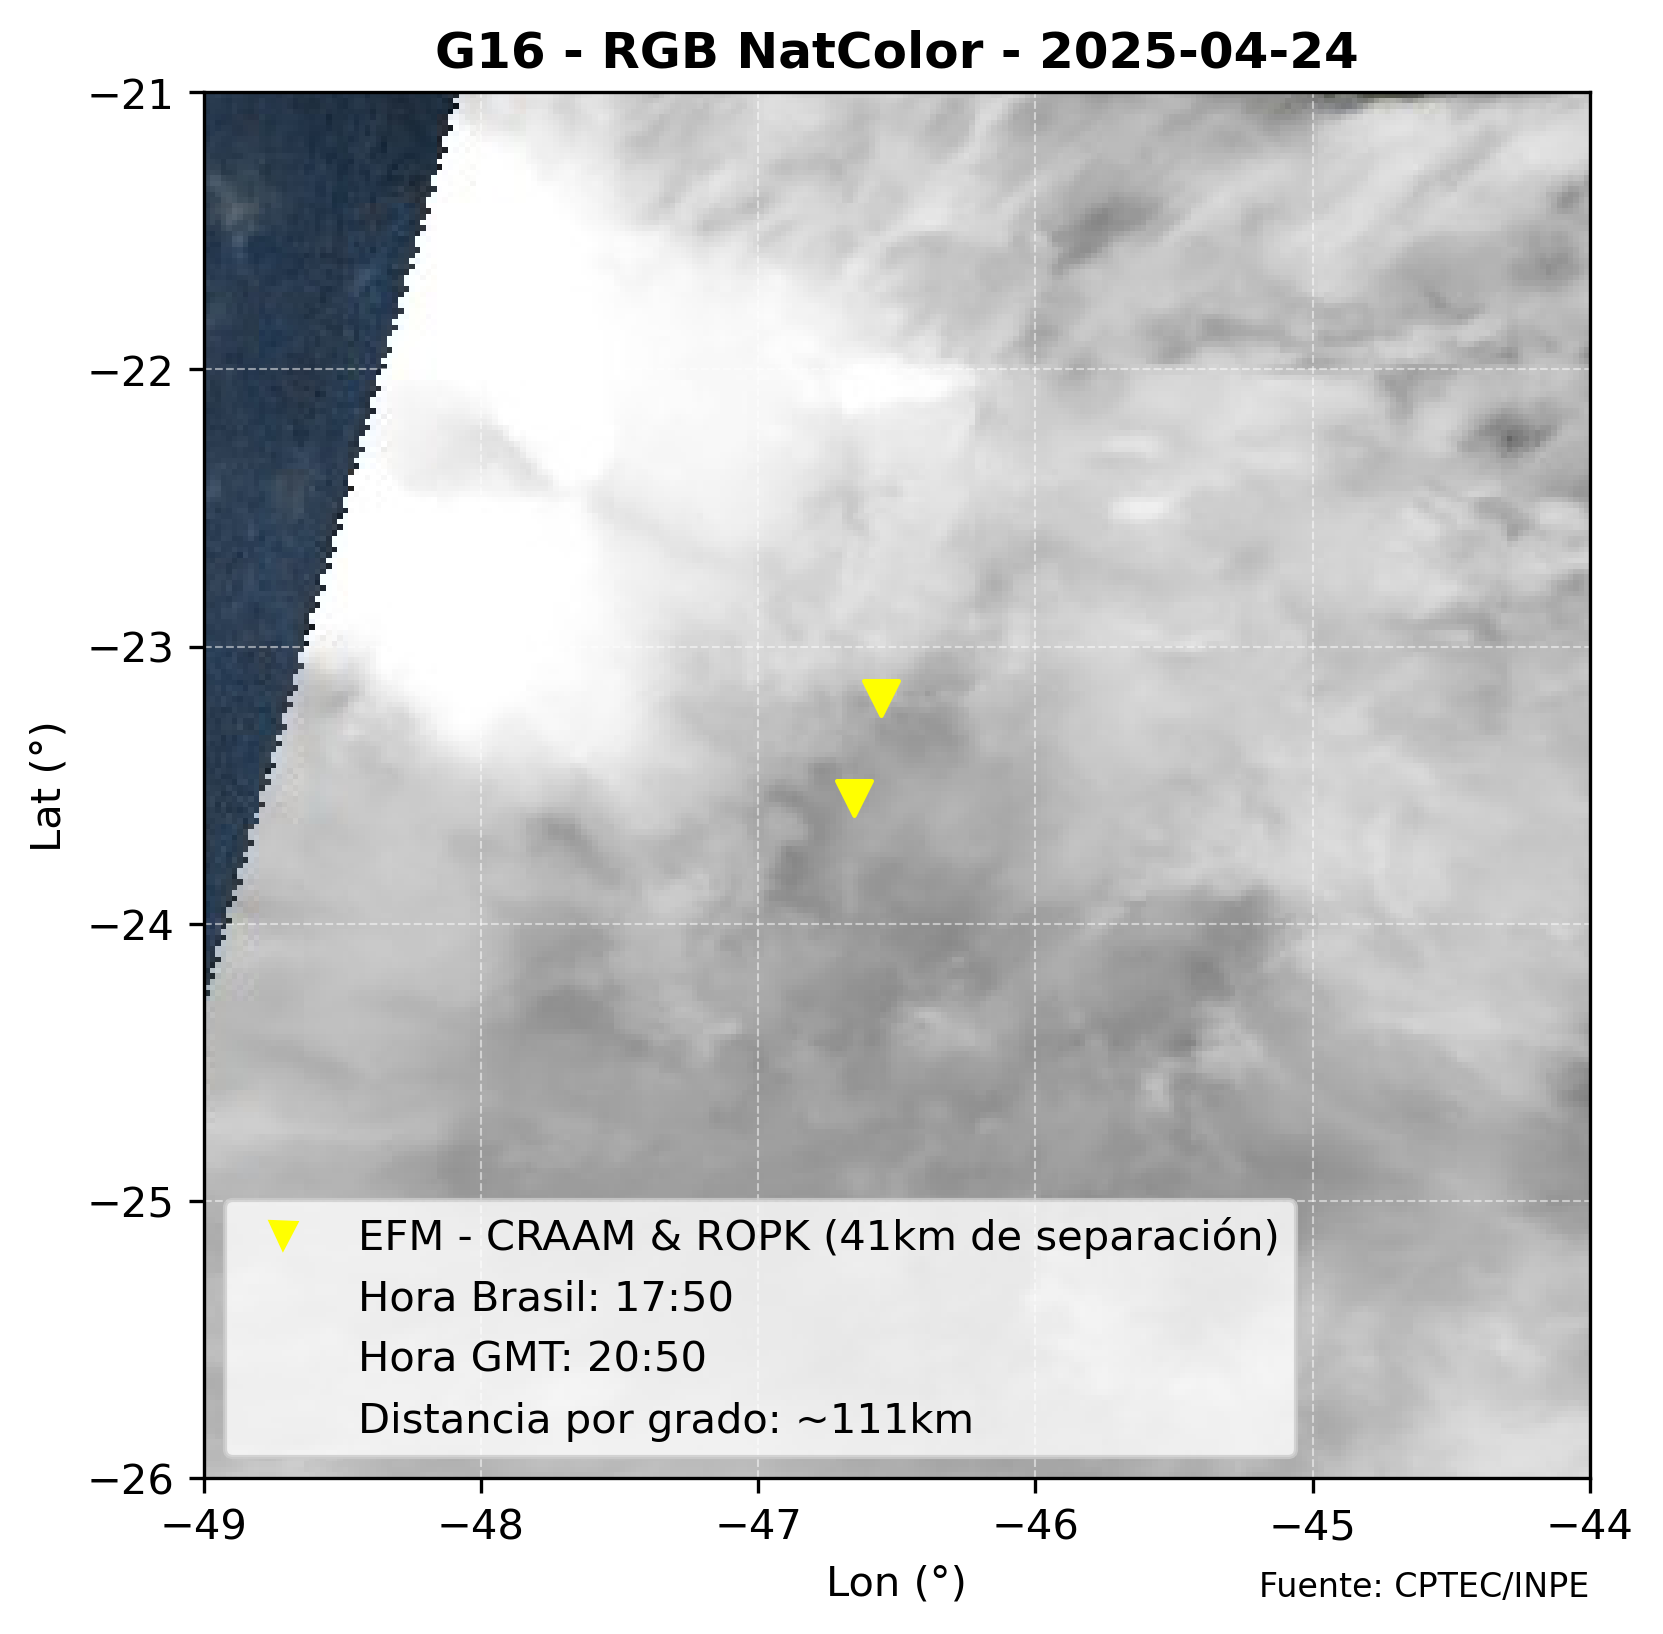 G16 - RGB NatColor - 2025-04-24
−21
−22
−23
−24
−25
−26
Lat (°)
EFM - CRAAM & ROPK (41km de separación)
Hora Brasil: 17:50
Hora GMT: 20:50
Distancia por grado: ~111km
−49 −48 −47 −46 −45 −44
Lon (°)
Fuente: CPTEC/INPE